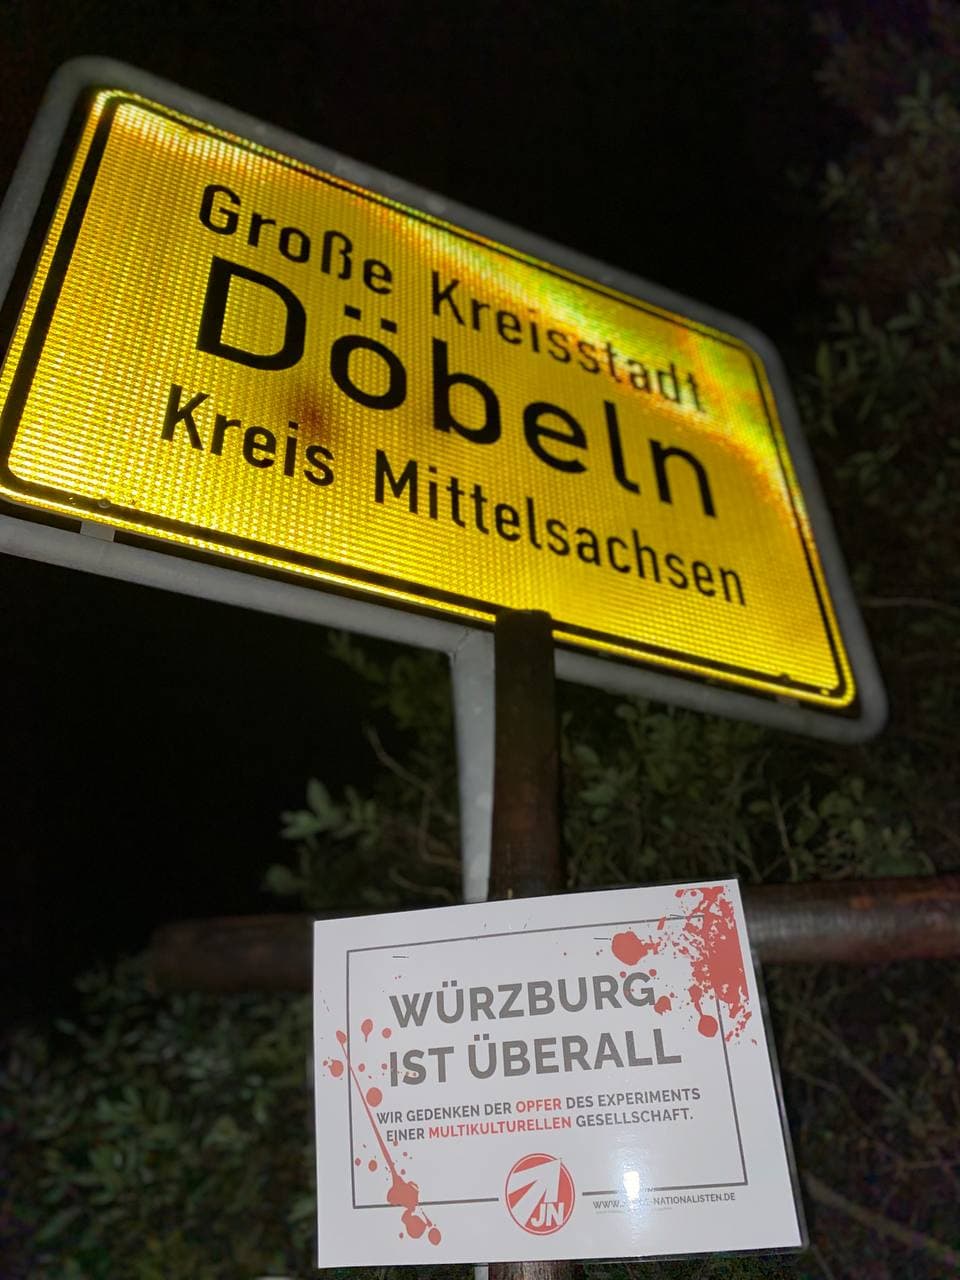 Große Kreisstadt
Döbeln
Kreis Mittelsachsen
WÜRZBURG
IST ÜBERALL
WIR GEDENKEN DER OPFER DES EXPERIMENTS
EINER MULTIKULTURELLEN GESELLSCHAFT.
JN